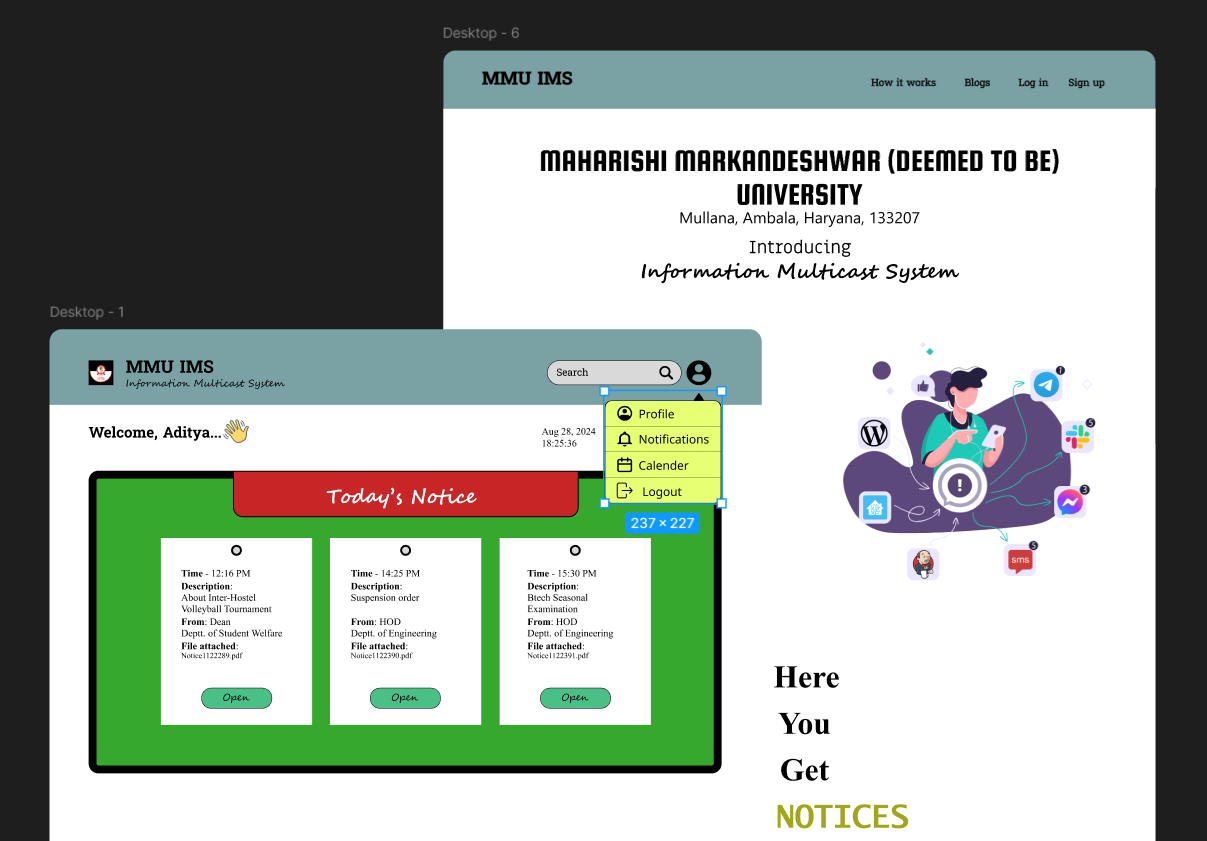 Desktop - 6
MMU IMS
How it works
Blogs
Log in
Sign up
MAHARISHI MARKANDESHWAR (DEEMED TO BE)
UNIVERSITY
Mullana, Ambala, Haryana, 133207
Introducing
Information Multicast System
Desktop - 1
MMU IMS
Information Multicast System
Search
Profile
Notifications
Calender
Logout
237 × 227
Welcome, Aditya...
Aug 28, 2024
18:25:36
Today's Notice
Time - 12:16 PM
Description:
About Inter-Hostel
Volleyball Tournament
From: Dean
Deptt. of Student Welfare
File attached:
Notice1122289.pdf
Open
Time - 14:25 PM
Description:
Suspension order
From: HOD
Deptt. of Engineering
File attached:
Notice1122390.pdf
Open
Time - 15:30 PM
Description:
Btech Seasonal
Examination
From: HOD
Deptt. of Engineering
File attached:
Notice1122391.pdf
Open
!
5
3
sms
5
Here
You
Get
NOTICES